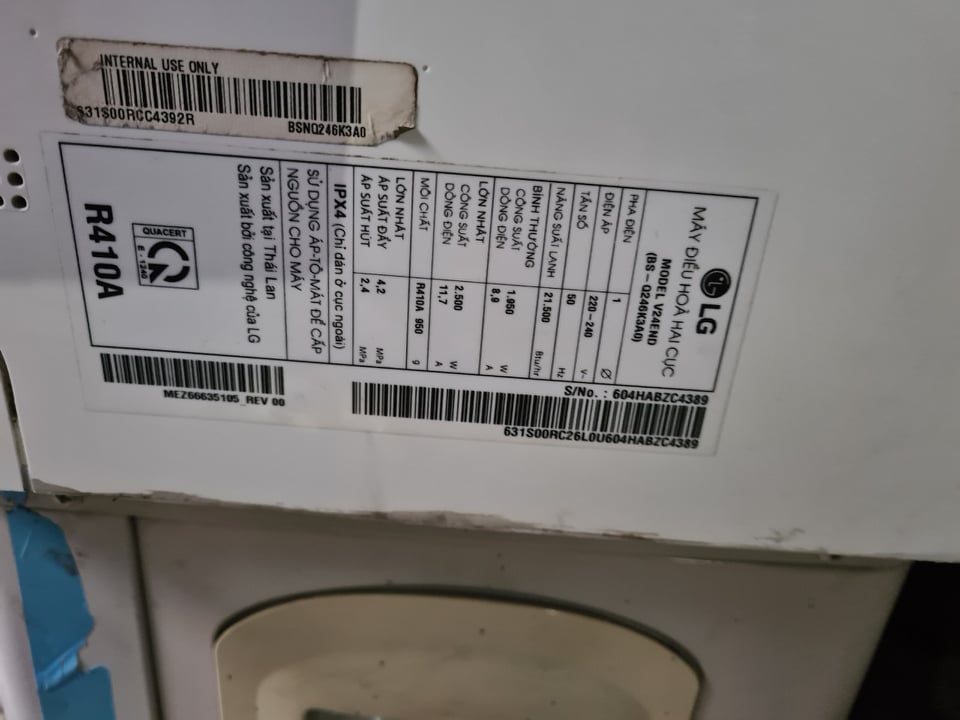 INTERNAL USE ONLY
631S00RCC4392R
BSNQ246K3A0
LG
MÁY ĐIỀU HOÀ HAI CỤC
MODEL V24END
(BS-Q246K3A0)
PHA ĐIỆN 1 Ø
ĐIỆN ÁP 220-240 V~
TẦN SỐ 50 Hz
NĂNG SUẤT LẠNH 21.500 Btu/hr
BÌNH THƯỜNG
CÔNG SUẤT 1.950 W
DÒNG ĐIỆN 8,9 A
LỚN NHẤT
CÔNG SUẤT 2.500 W
DÒNG ĐIỆN 11,7 A
MÔI CHẤT R410A 950 g
LỚN NHẤT
ÁP SUẤT ĐẨY 4,2 MPa
ÁP SUẤT HÚT 2,4 MPa
IPX4 (Chỉ dán ở cục ngoài)
SỬ DỤNG ÁP-TÔ-MÁT ĐỂ CẤP
NGUỒN CHO MÁY
Sản xuất tại Thái Lan
Sản xuất bởi công nghệ của LG
QUACERT
E - 1240
R410A
S/No. : 604HABZC4389
631S00RC26L0U604HABZC4389
MEZ66635105_REV 00